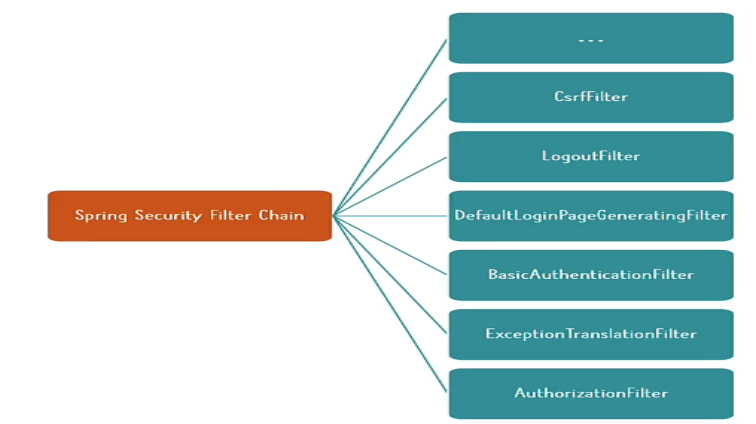 ...
CsrfFilter
LogoutFilter
Spring Security Filter Chain
DefaultLoginPageGeneratingFilter
BasicAuthenticationFilter
ExceptionTranslationFilter
AuthorizationFilter